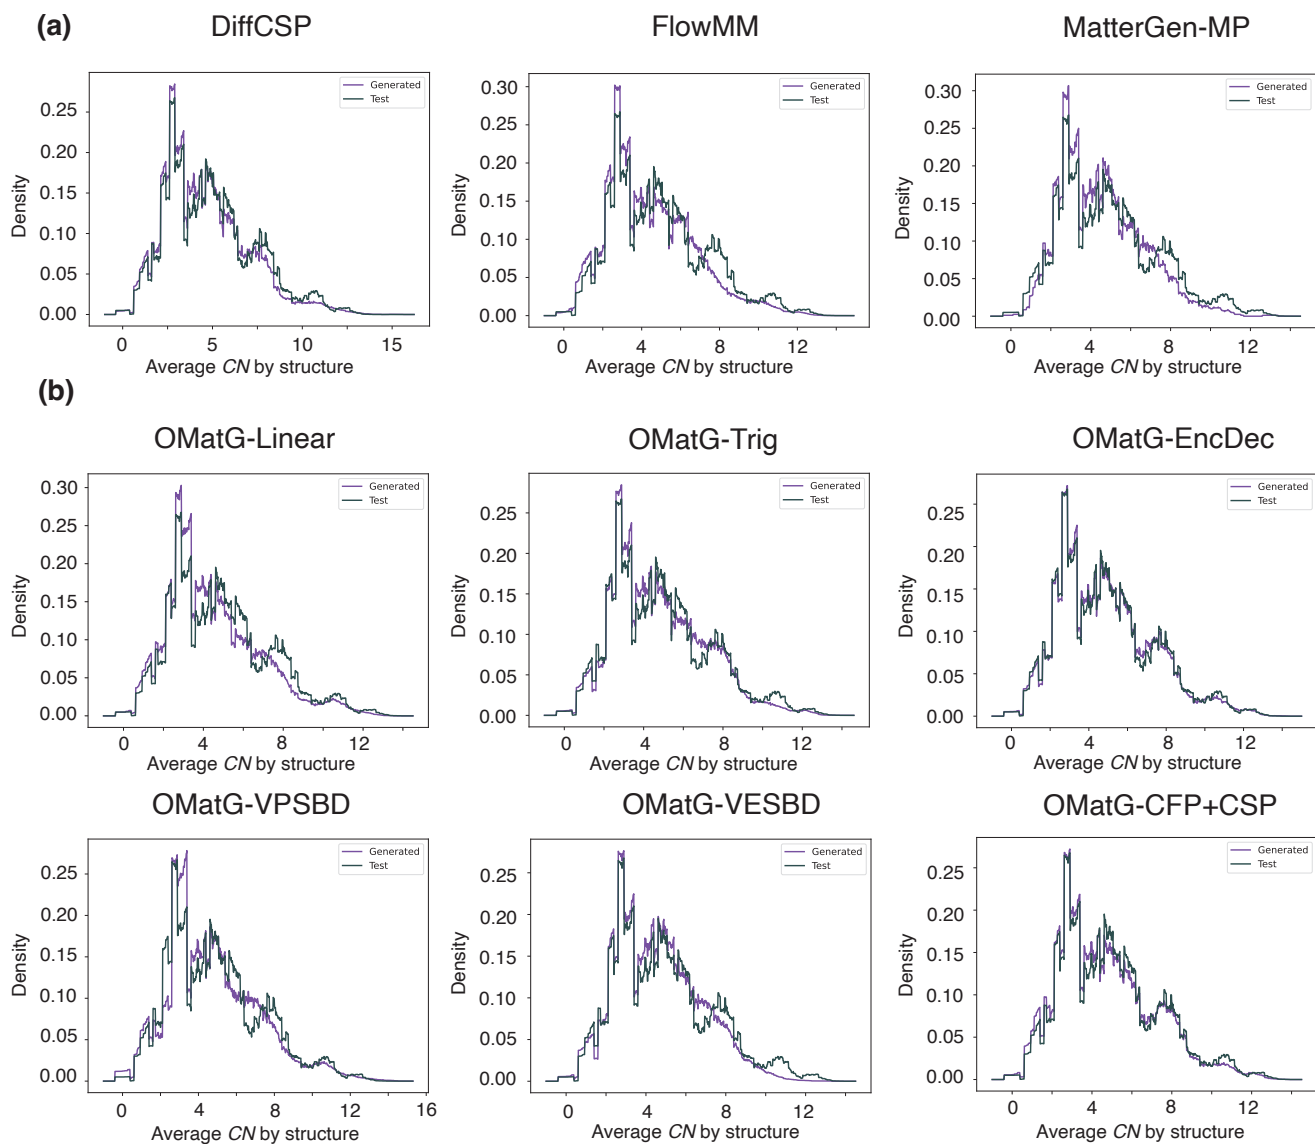 (a)
DiffCSP
FlowMM
MatterGen-MP
Generated
Test
0.25
0.20
0.15
0.10
0.05
0.00
Density
0 5 10 15
Average CN by structure
Generated
Test
0.30
0.25
0.20
0.15
0.10
0.05
0.00
Density
0 4 8 12
Average CN by structure
Generated
Test
0.30
0.25
0.20
0.15
0.10
0.05
0.00
Density
0 4 8 12
Average CN by structure
(b)
OMatG-Linear
OMatG-Trig
OMatG-EncDec
Generated
Test
0.30
0.25
0.20
0.15
0.10
0.05
0.00
Density
0 4 8 12
Average CN by structure
Generated
Test
0.25
0.20
0.15
0.10
0.05
0.00
Density
0 4 8 12
Average CN by structure
Generated
Test
0.25
0.20
0.15
0.10
0.05
0.00
Density
0 4 8 12
Average CN by structure
OMatG-VPSBD
OMatG-VESBD
OMatG-CFP+CSP
Generated
Test
0.25
0.20
0.15
0.10
0.05
0.00
Density
0 4 8 12 16
Average CN by structure
Generated
Test
0.25
0.20
0.15
0.10
0.05
0.00
Density
0 4 8 12
Average CN by structure
Generated
Test
0.25
0.20
0.15
0.10
0.05
0.00
Density
0 4 8 12
Average CN by structure